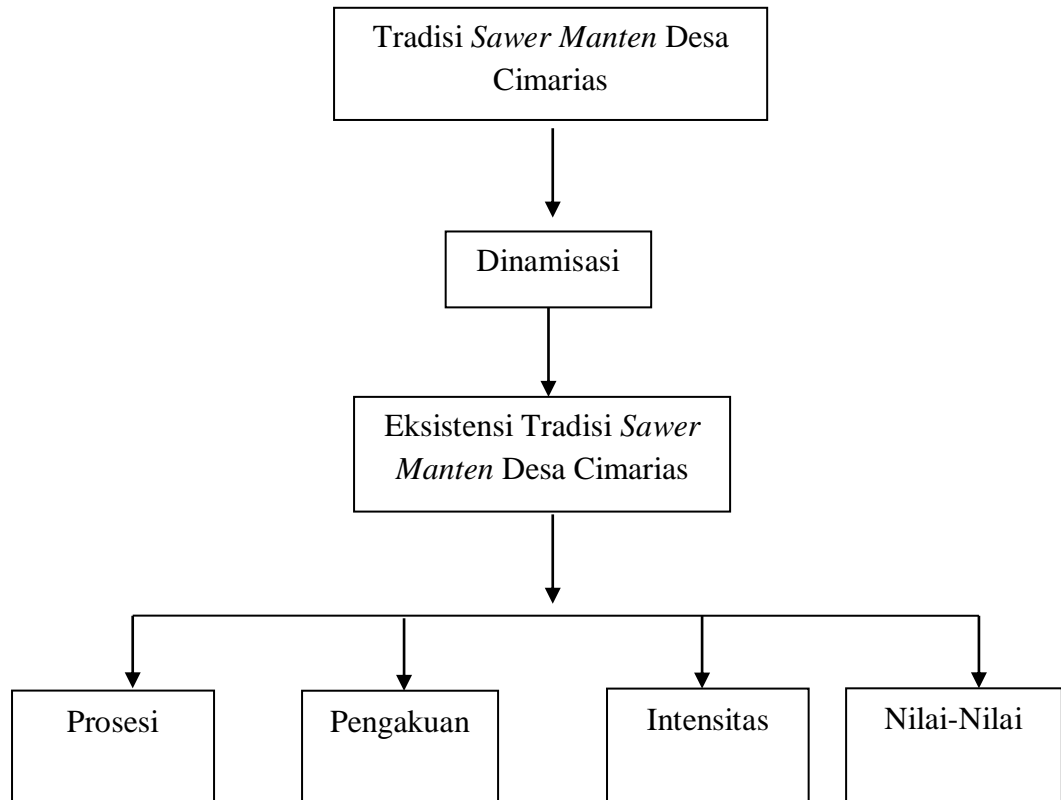 Tradisi Sawer Manten Desa
Cimarias
Dinamisasi
Eksistensi Tradisi Sawer
Manten Desa Cimarias
Prosesi
Pengakuan
Intensitas
Nilai-Nilai